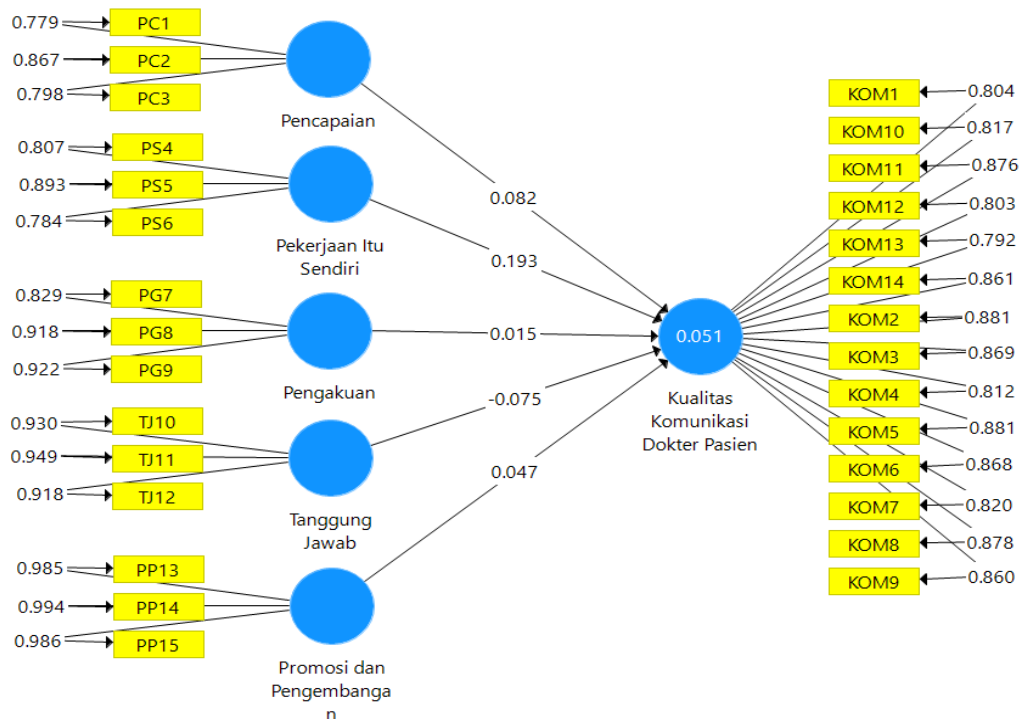 0.779 PC1
0.867 PC2
0.798 PC3
Pencapaian
0.807 PS4
0.893 PS5
0.784 PS6
Pekerjaan Itu
Sendiri
0.829 PG7
0.918 PG8
0.922 PG9
Pengakuan
0.930 TJ10
0.949 TJ11
0.918 TJ12
Tanggung
Jawab
0.985 PP13
0.994 PP14
0.986 PP15
Promosi dan
Pengembanga
n
0.082
0.193
0.015
-0.075
0.047
0.051
Kualitas
Komunikasi
Dokter Pasien
KOM1 0.804
KOM10 0.817
KOM11 0.876
KOM12 0.803
KOM13 0.792
KOM14 0.861
KOM2 0.881
KOM3 0.869
KOM4 0.812
KOM5 0.881
KOM6 0.868
KOM7 0.820
KOM8 0.878
KOM9 0.860